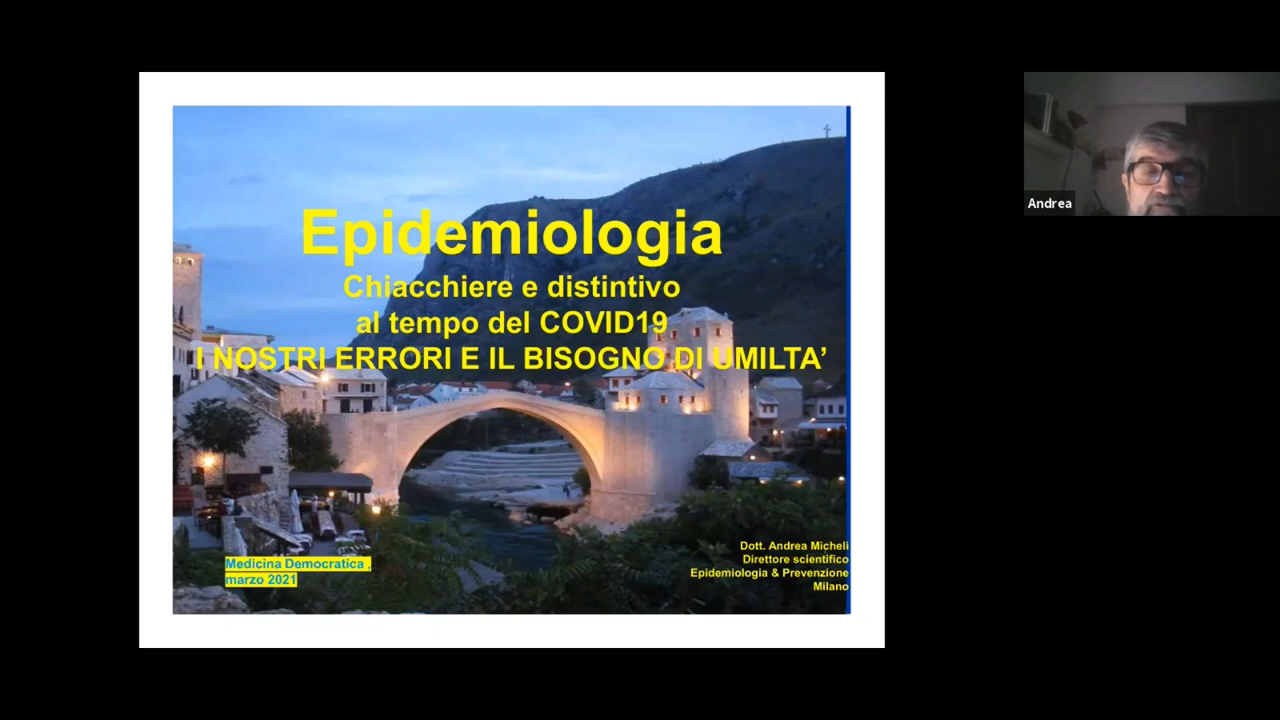 Epidemiologia
Chiacchiere e distintivo
al tempo del COVID19
I NOSTRI ERRORI E IL BISOGNO DI UMILTA’
Medicina Democratica ,
marzo 2021
Dott. Andrea Micheli
Direttore scientifico
Epidemiologia & Prevenzione
Milano
Andrea